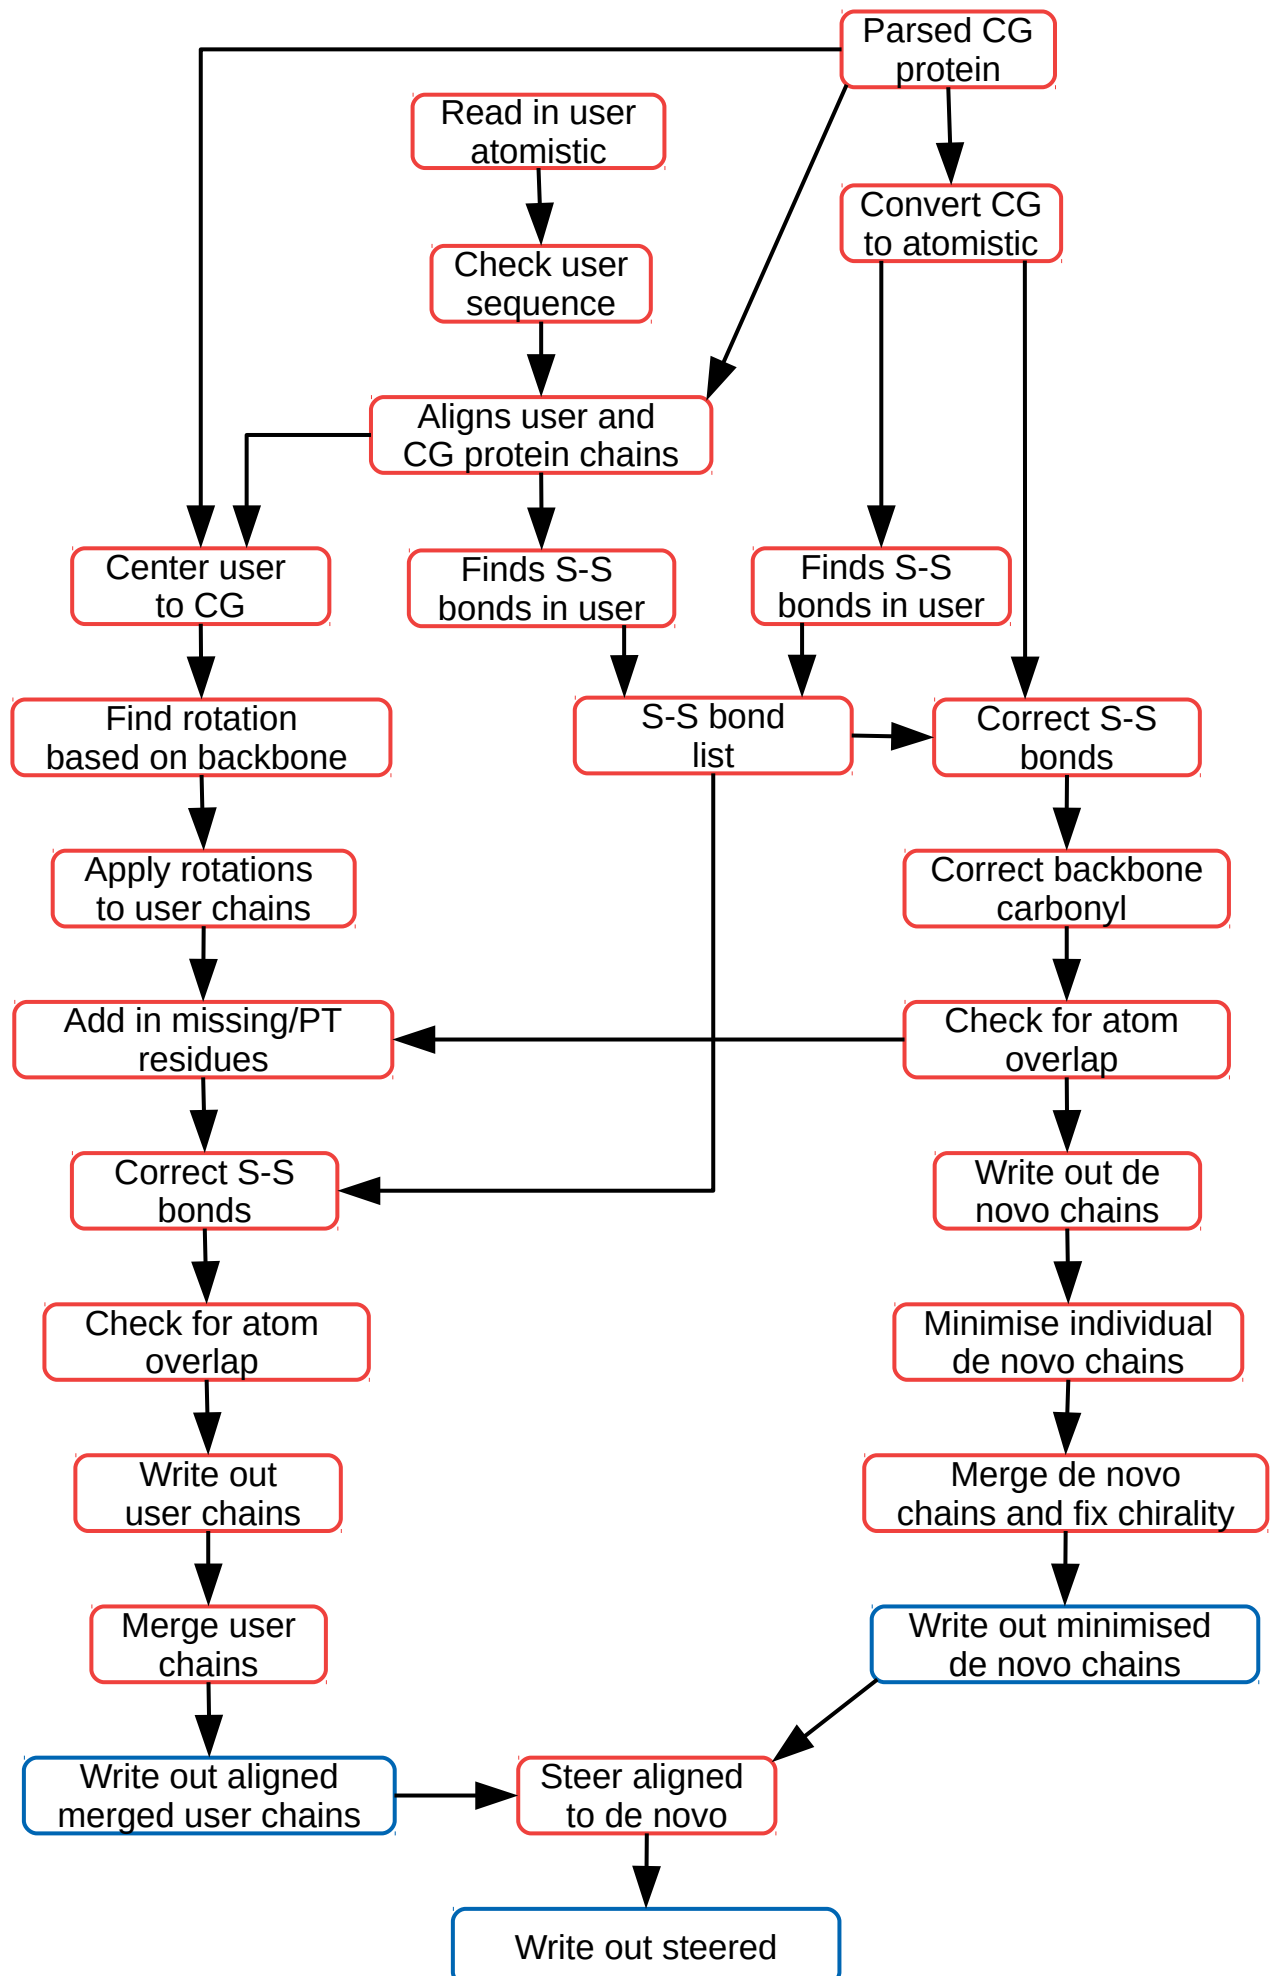 Parsed CG
protein
Read in user
atomistic
Convert CG
to atomistic
Check user
sequence
Aligns user and
CG protein chains
Center user
to CG
Finds S-S
bonds in user
Finds S-S
bonds in user
Find rotation
based on backbone
S-S bond
list
Correct S-S
bonds
Apply rotations
to user chains
Correct backbone
carbonyl
Add in missing/PT
residues
Check for atom
overlap
Correct S-S
bonds
Write out de
novo chains
Check for atom
overlap
Minimise individual
de novo chains
Write out
user chains
Merge de novo
chains and fix chirality
Merge user
chains
Write out minimised
de novo chains
Write out aligned
merged user chains
Steer aligned
to de novo
Write out steered